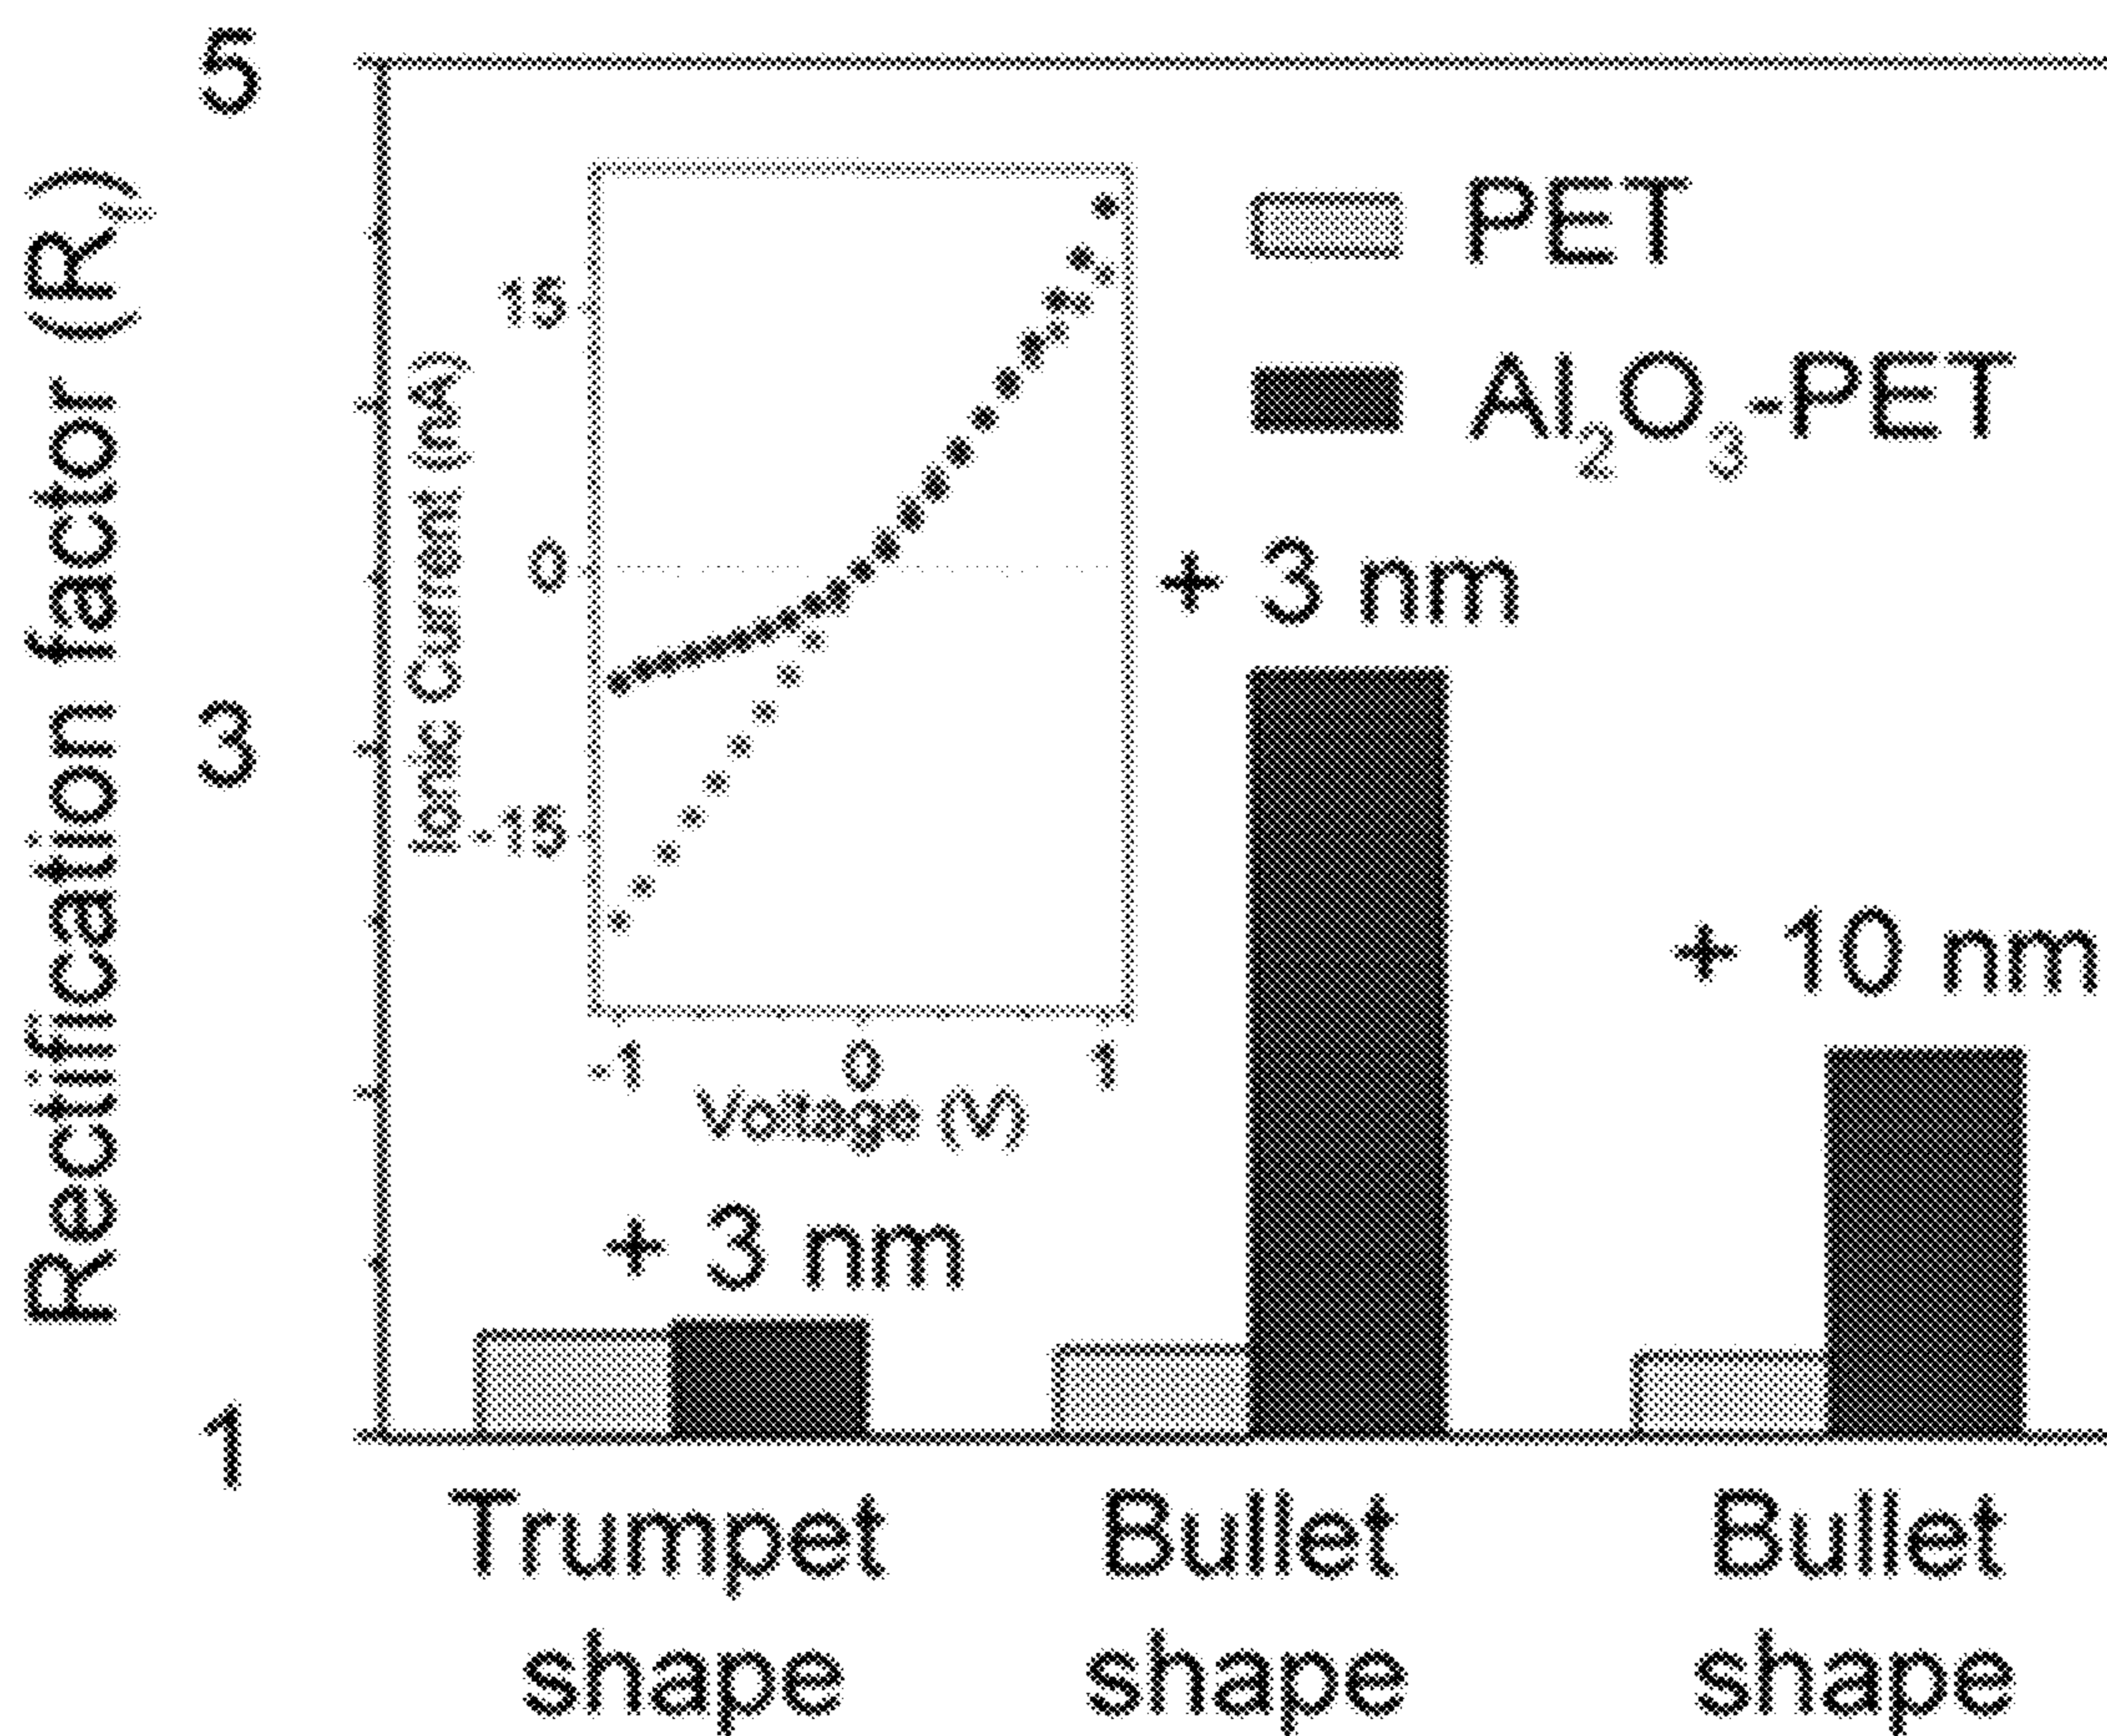 Rectification factor (Rf)
5
3
1
Ionic Current (nA)
15
0
-15
-1 0 1
Voltage (V)
PET
Al₂O₃-PET
+ 3 nm
+ 3 nm
+ 10 nm
Trumpet shape
Bullet shape
Bullet shape